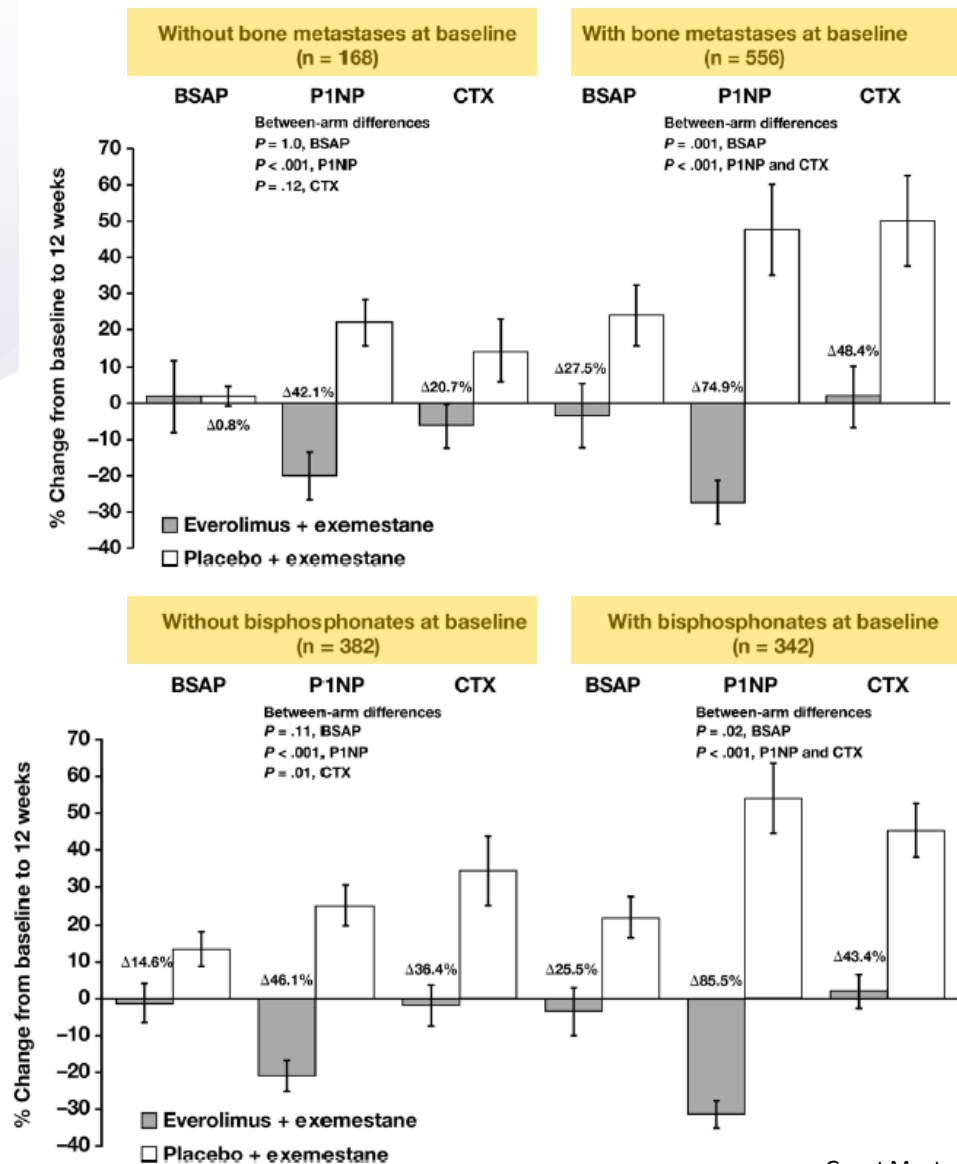 Without bone metastases at baseline
(n = 168)
With bone metastases at baseline
(n = 556)
BSAP P1NP CTX BSAP P1NP CTX
Between-arm differences
P = 1.0, BSAP
P < .001, P1NP
P = .12, CTX
Between-arm differences
P = .001, BSAP
P < .001, P1NP and CTX
% Change from baseline to 12 weeks
70
60
50
40
30
20
10
0
–10
–20
–30
–40
Δ0.8%
Δ42.1%
Δ20.7%
Δ27.5%
Δ74.9%
Δ48.4%
Everolimus + exemestane
Placebo + exemestane
Without bisphosphonates at baseline
(n = 382)
With bisphosphonates at baseline
(n = 342)
BSAP P1NP CTX BSAP P1NP CTX
Between-arm differences
P = .11, BSAP
P < .001, P1NP
P = .01, CTX
Between-arm differences
P = .02, BSAP
P < .001, P1NP and CTX
% Change from baseline to 12 weeks
70
60
50
40
30
20
10
0
–10
–20
–30
–40
Δ14.6%
Δ46.1%
Δ36.4%
Δ25.5%
Δ85.5%
Δ43.4%
Everolimus + exemestane
Placebo + exemestane